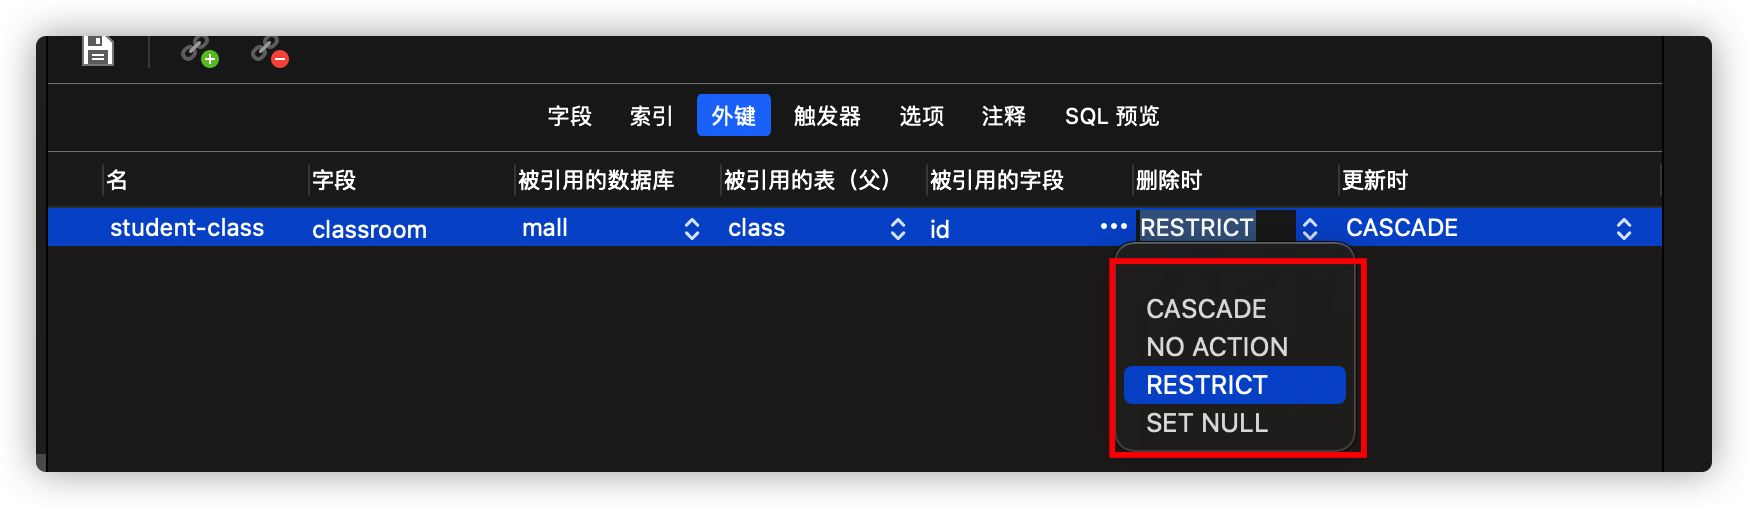 字段 索引 外键 触发器 选项 注释 SQL 预览
名 字段 被引用的数据库 被引用的表（父） 被引用的字段 删除时 更新时
student-class classroom mall class id ••• RESTRICT CASCADE
CASCADE
NO ACTION
RESTRICT
SET NULL